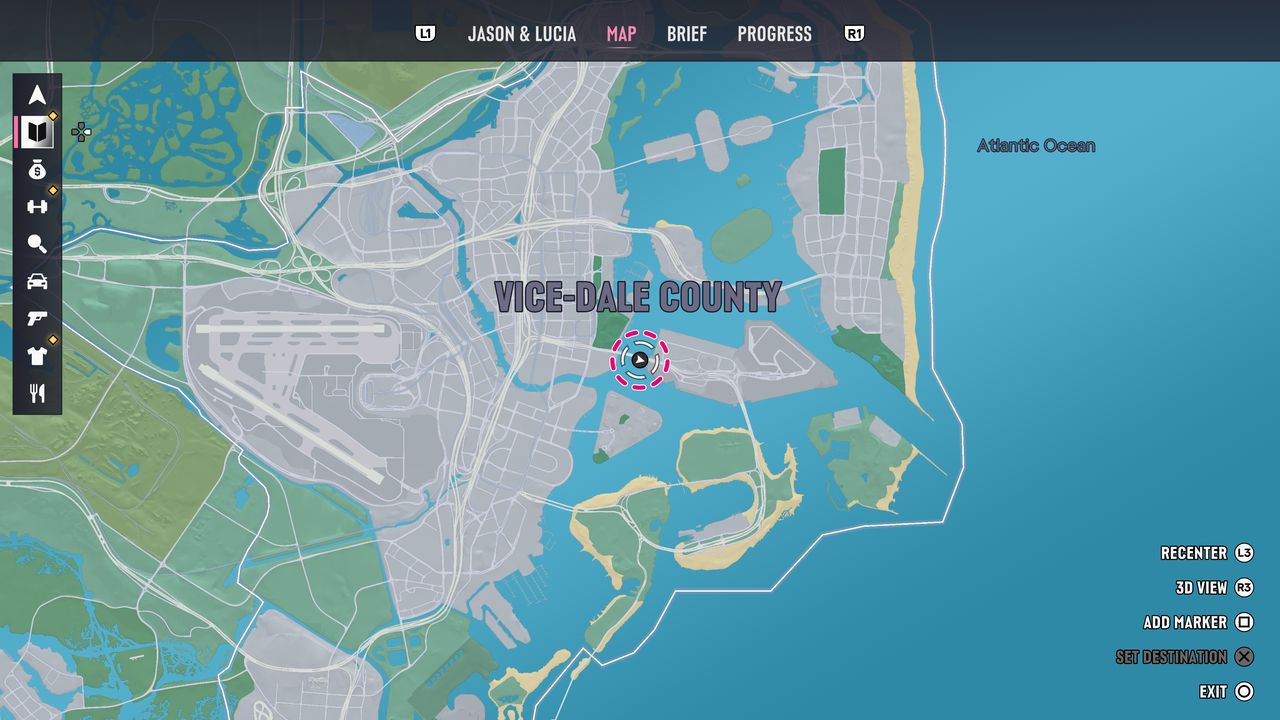 L1 JASON & LUCIA MAP BRIEF PROGRESS R1
Atlantic Ocean
VICE-DALE COUNTY
RECENTER L3
3D VIEW R3
ADD MARKER
SET DESTINATION
EXIT